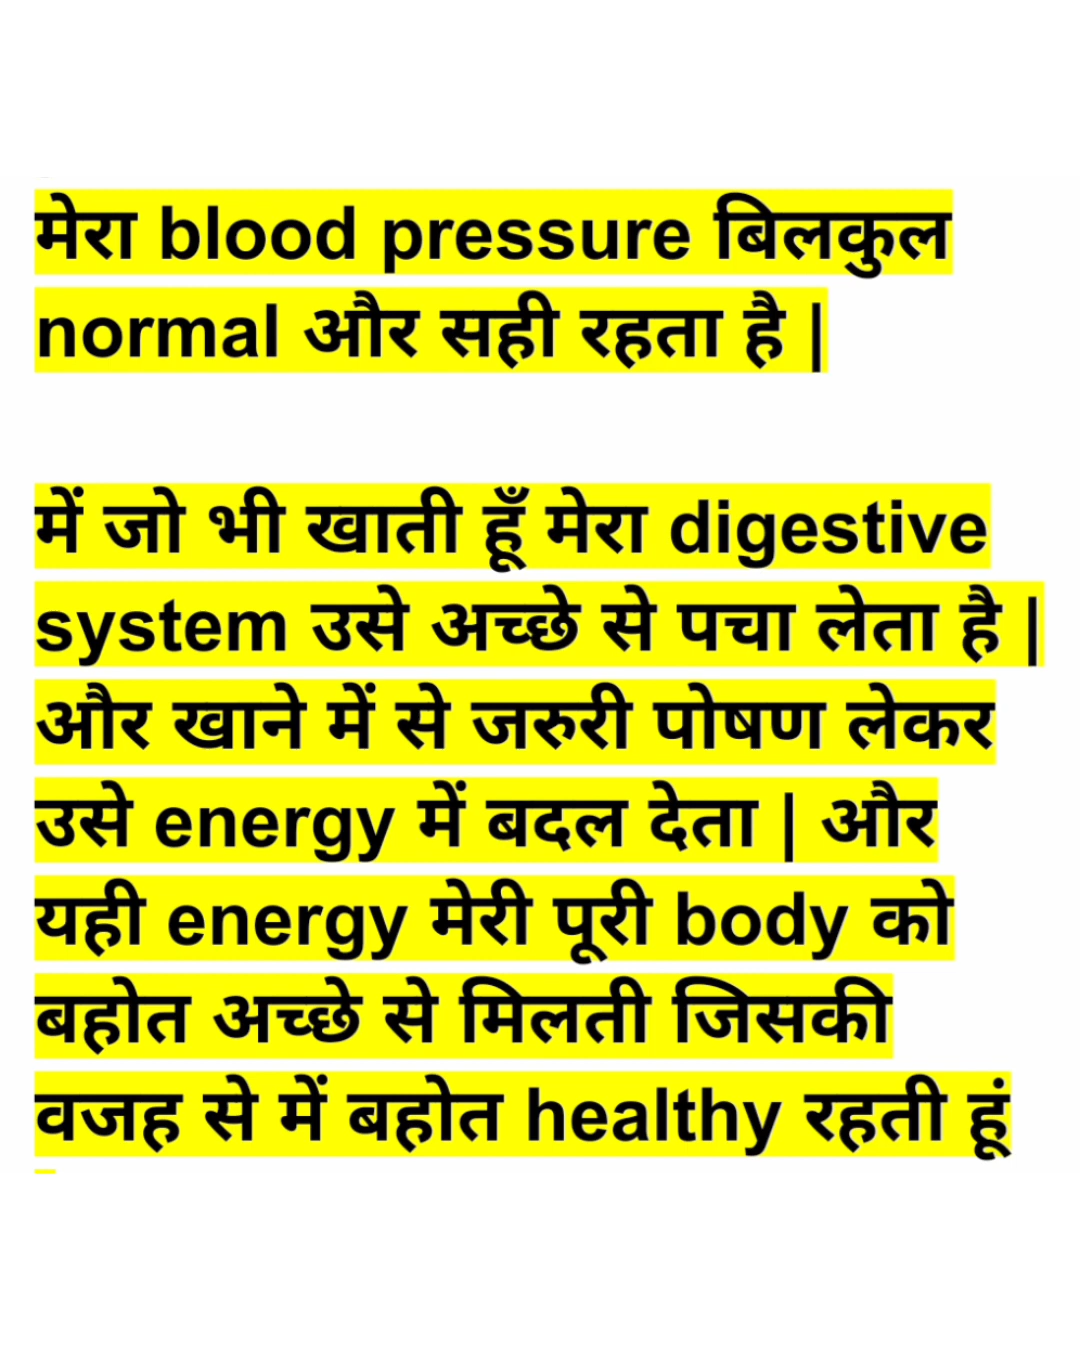 मेरा blood pressure बिलकुल
normal और सही रहता है |
में जो भी खाती हूँ मेरा digestive
system उसे अच्छे से पचा लेता है |
और खाने में से जरुरी पोषण लेकर
उसे energy में बदल देता | और
यही energy मेरी पूरी body को
बहोत अच्छे से मिलती जिसकी
वजह से में बहोत healthy रहती हूं